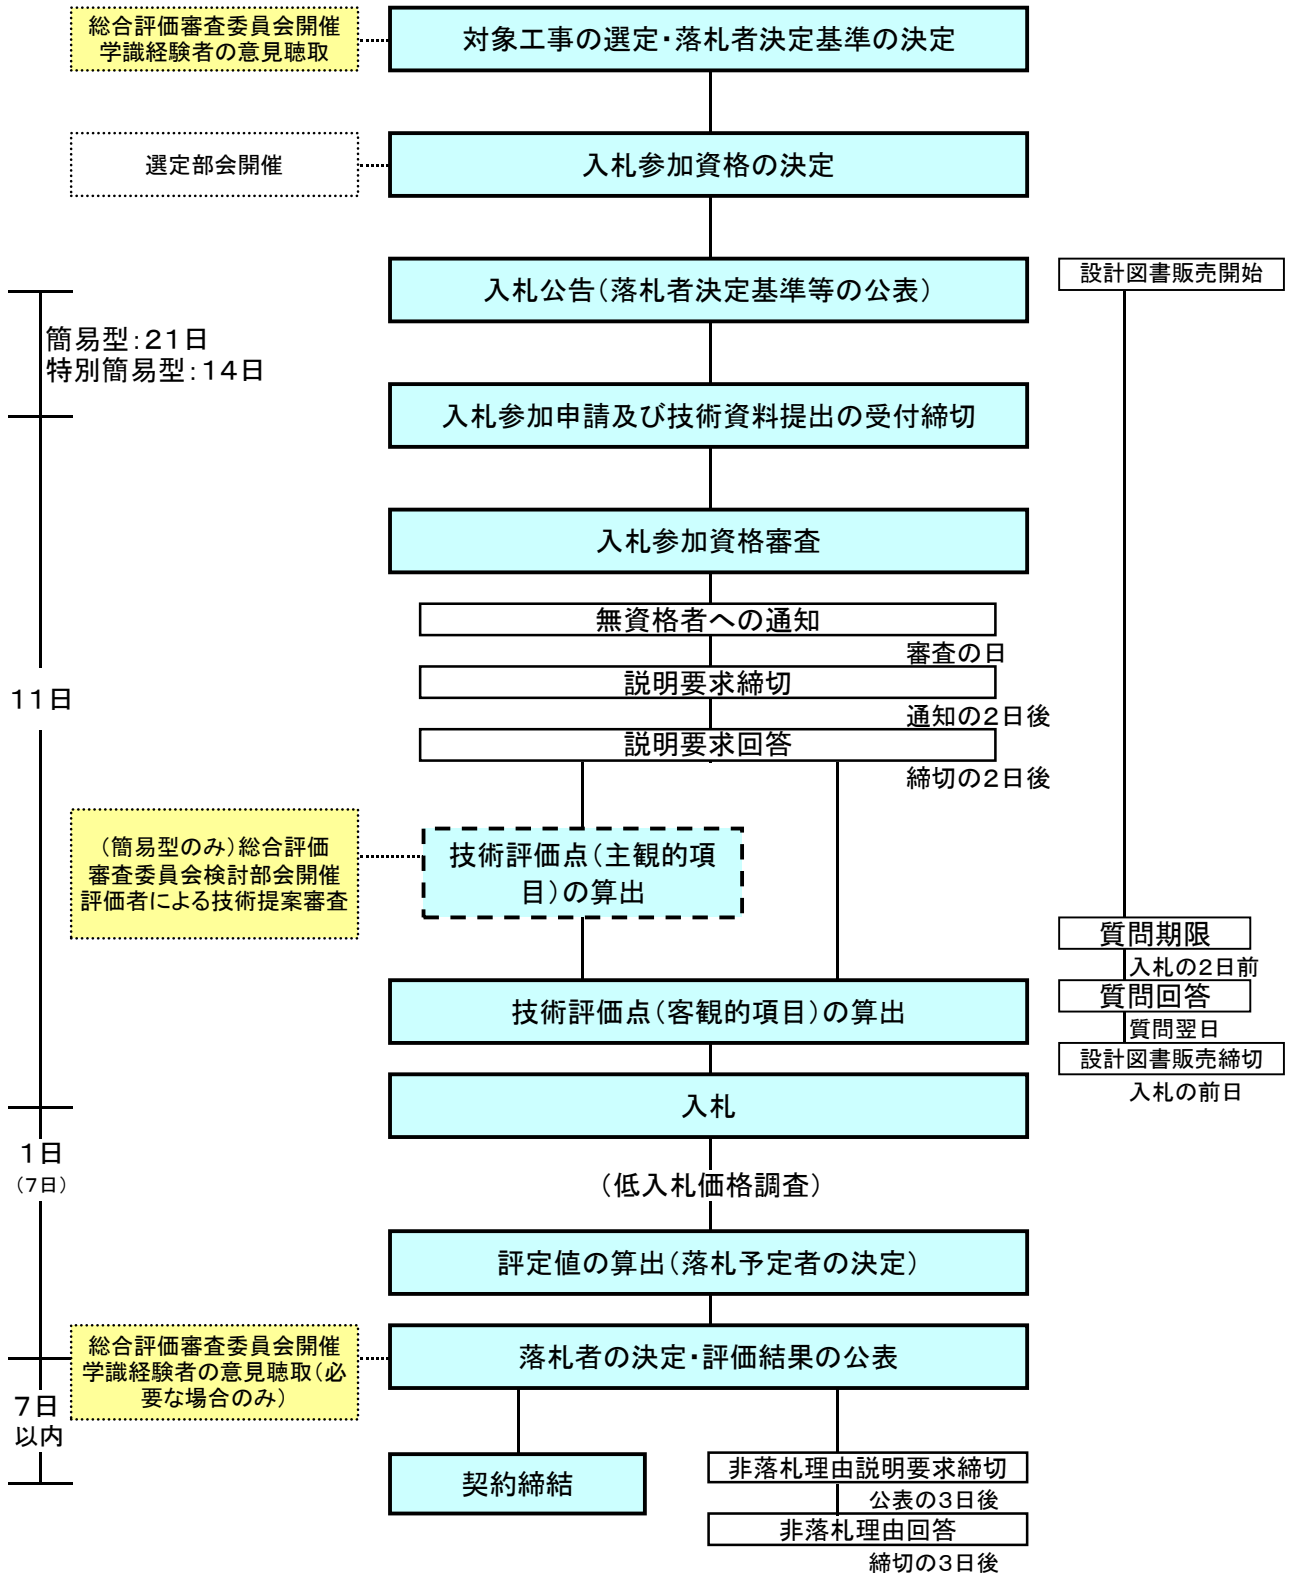 総合評価審査委員会開催
学識経験者の意見聴取
対象工事の選定・落札者決定基準の決定
選定部会開催
入札参加資格の決定
入札公告（落札者決定基準等の公表）
設計図書販売開始
簡易型：21日
特別簡易型：14日
入札参加申請及び技術資料提出の受付締切
入札参加資格審査
無資格者への通知
審査の日
説明要求締切
11日
通知の2日後
説明要求回答
締切の2日後
（簡易型のみ）総合評価
審査委員会検討部会開催
評価者による技術提案審査
技術評価点（主観的項
目）の算出
質問期限
入札の2日前
質問回答
質問翌日
技術評価点（客観的項目）の算出
設計図書販売締切
入札の前日
入札
1日
（7日）
（低入札価格調査）
評定値の算出（落札予定者の決定）
総合評価審査委員会開催
学識経験者の意見聴取（必
要な場合のみ）
落札者の決定・評価結果の公表
7日
以内
契約締結
非落札理由説明要求締切
公表の3日後
非落札理由回答
締切の3日後